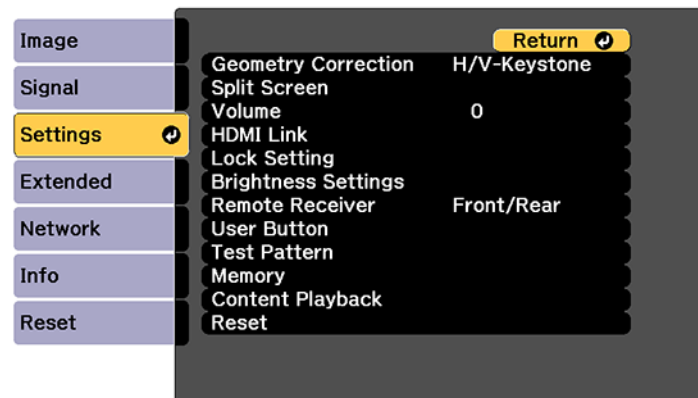 Image
Signal
Settings
Extended
Network
Info
Reset
Return
Geometry Correction H/V-Keystone
Split Screen
Volume 0
HDMI Link
Lock Setting
Brightness Settings
Remote Receiver Front/Rear
User Button
Test Pattern
Memory
Content Playback
Reset